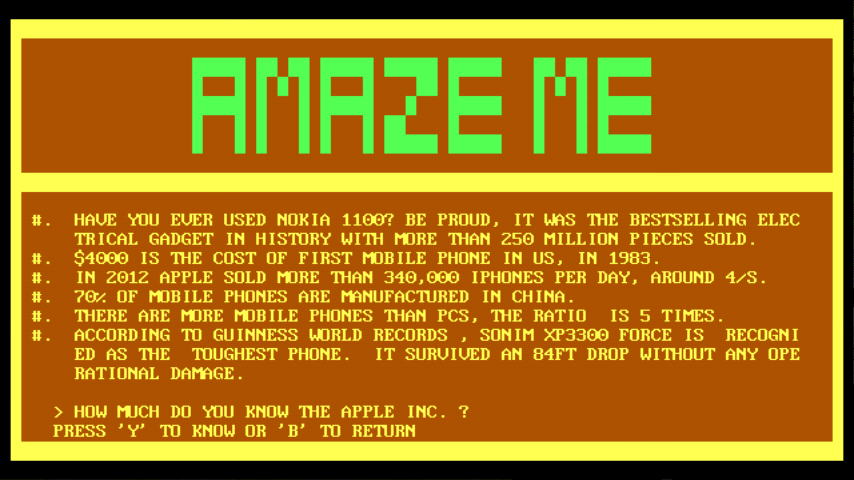 AMAZE ME
#. HAVE YOU EVER USED NOKIA 1100? BE PROUD, IT WAS THE BESTSELLING ELEC
TRICAL GADGET IN HISTORY WITH MORE THAN 250 MILLION PIECES SOLD.
#. $4000 IS THE COST OF FIRST MOBILE PHONE IN US, IN 1983.
#. IN 2012 APPLE SOLD MORE THAN 340,000 IPHONES PER DAY, AROUND 4/S.
#. 70% OF MOBILE PHONES ARE MANUFACTURED IN CHINA.
#. THERE ARE MORE MOBILE PHONES THAN PCS, THE RATIO  IS 5 TIMES.
#. ACCORDING TO GUINNESS WORLD RECORDS , SONIM XP3300 FORCE IS  RECOGNI
ED AS THE  TOUGHEST PHONE.  IT SURVIVED AN 84FT DROP WITHOUT ANY OPE
RATIONAL DAMAGE.
> HOW MUCH DO YOU KNOW THE APPLE INC. ?
PRESS 'Y' TO KNOW OR 'B' TO RETURN